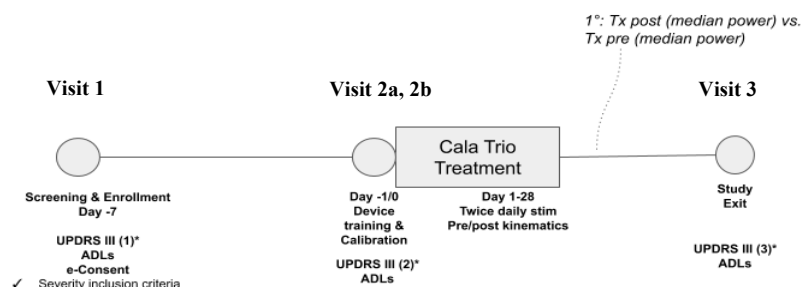 1°: Tx post (median power) vs.
Tx pre (median power)
Visit 1
Visit 2a, 2b
Visit 3
Cala Trio
Treatment
Screening & Enrollment
Day -7
UPDRS III (1)*
ADLs
e-Consent
✓ Severity inclusion criteria
Day -1/0
Device
training &
Calibration
UPDRS III (2)*
ADLs
Day 1-28
Twice daily stim
Pre/post kinematics
Study
Exit
UPDRS III (3)*
ADLs